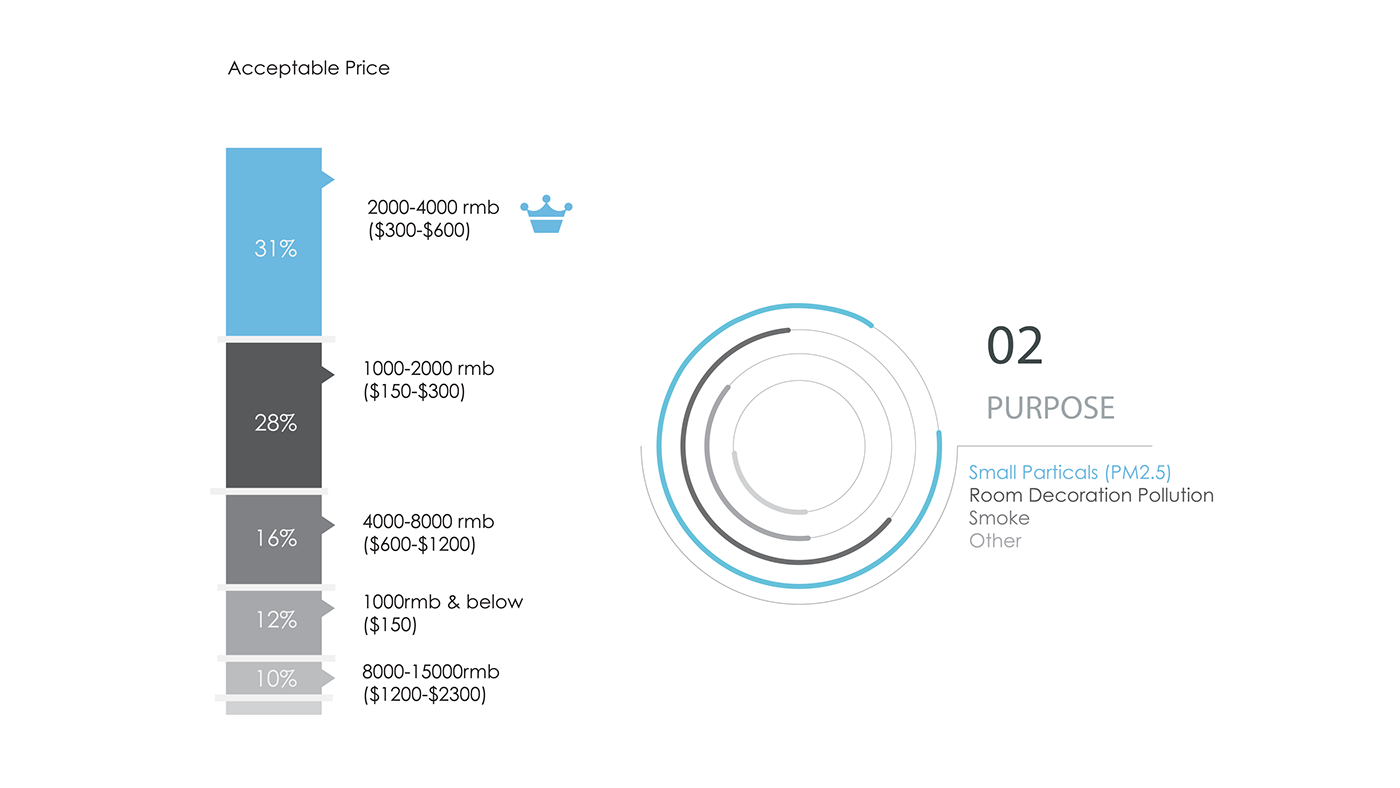 Acceptable Price
31%
2000-4000 rmb
($300-$600)
28%
1000-2000 rmb
($150-$300)
16%
4000-8000 rmb
($600-$1200)
12%
1000rmb & below
($150)
10%
8000-15000rmb
($1200-$2300)
02
PURPOSE
Small Particals (PM2.5)
Room Decoration Pollution
Smoke
Other